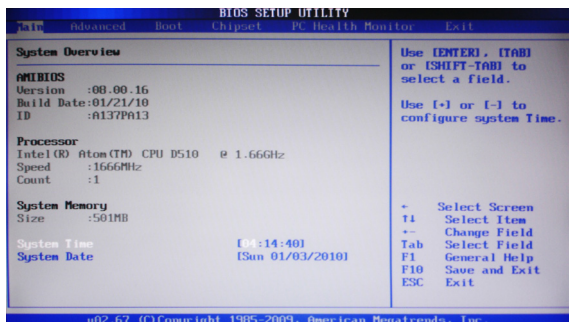 BIOS SETUP UTILITY
Main Advanced Boot Chipset PC Health Monitor Exit
System Overview
AMIBIOS
Version :08.00.16
Build Date:01/21/10
ID :A137PA13
Processor
Intel(R) Atom(TM) CPU D510 @ 1.66GHz
Speed :1666MHz
Count :1
System Memory
Size :501MB
System Time [04:14:40]
System Date [Sun 01/03/2010]
Use [ENTER], [TAB]
or [SHIFT-TAB] to
select a field.
Use [+] or [-] to
configure system Time.
← Select Screen
↑↓ Select Item
+- Change Field
Tab Select Field
F1 General Help
F10 Save and Exit
ESC Exit
v02.67 (C)Copyright 1985-2009, American Megatrends, Inc.